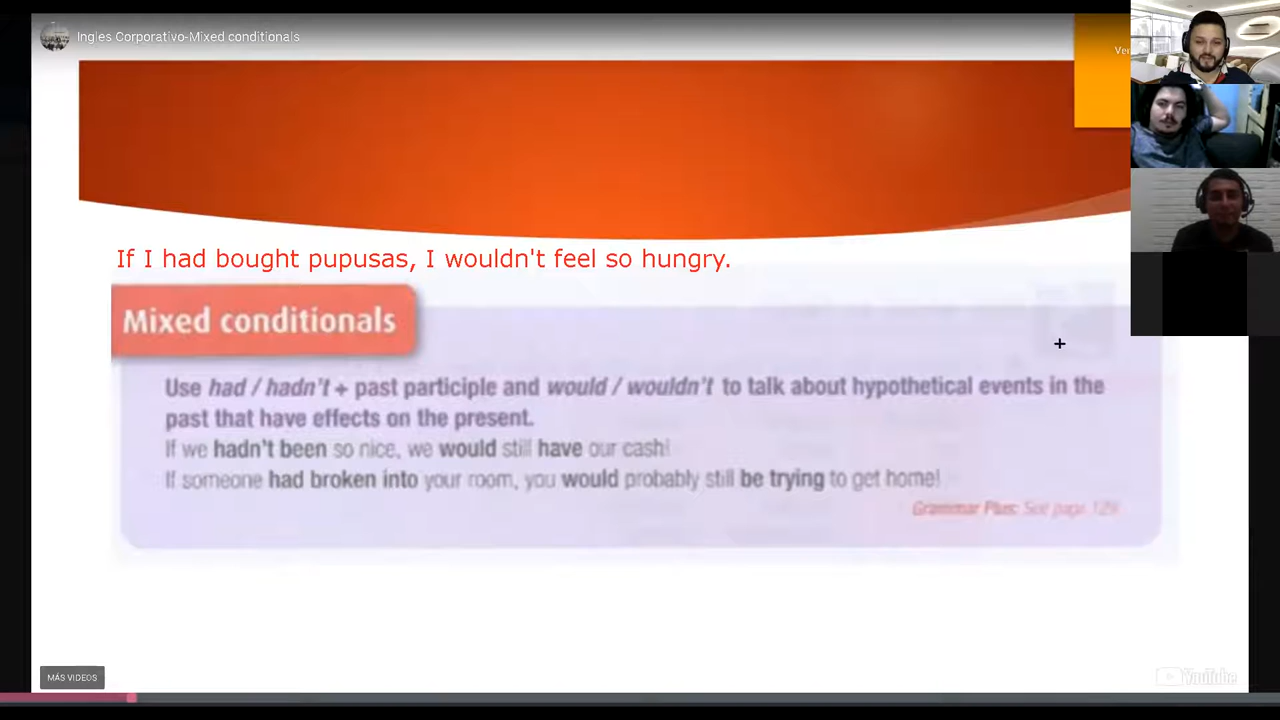 Ingles Corporativo-Mixed conditionals
Ver
If I had bought pupusas, I wouldn't feel so hungry.
Mixed conditionals
Use had / hadn't + past participle and would / wouldn't to talk about hypothetical events in the
past that have effects on the present.
If we hadn't been so nice, we would still have our cash!
If someone had broken into your room, you would probably still be trying to get home!
Grammar Plus: See page 129
MÁS VIDEOS
YouTube